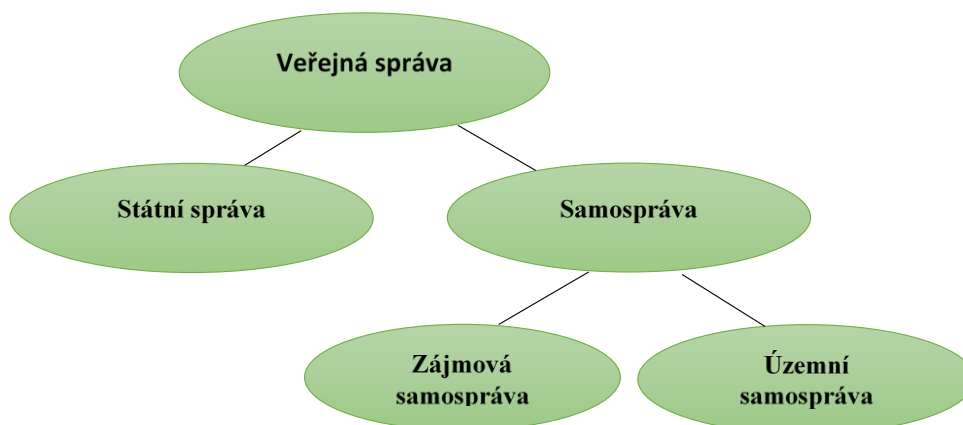 Veřejná správa
Státní správa
Samospráva
Zájmová
samospráva
Územní
samospráva